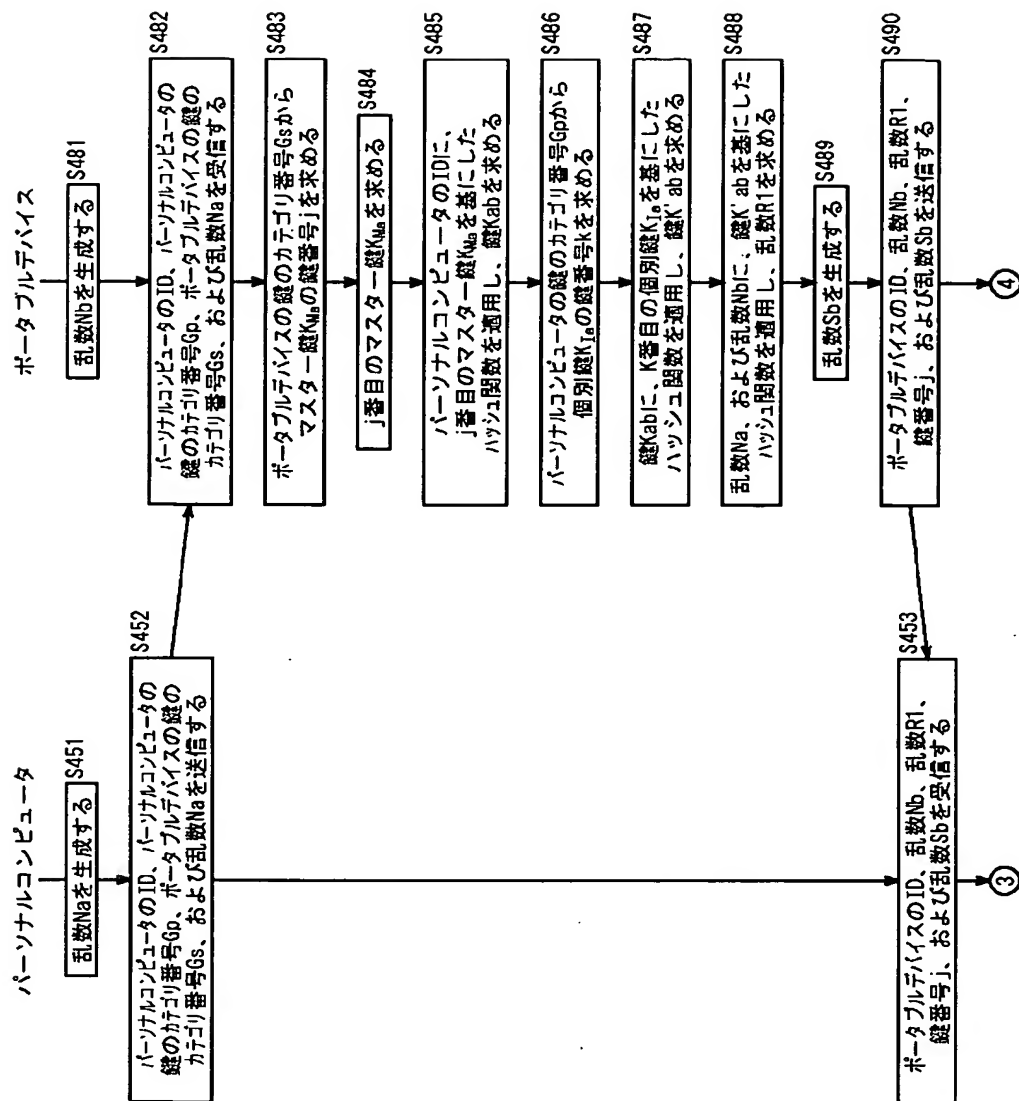 パーソナルコンピュータ
S451
乱数Naを生成する
S452
パーソナルコンピュータのID、パーソナルコンピュータの
鍵のカテゴリ番号Gp、ポータブルデバイスの鍵の
カテゴリ番号Gs、および乱数Naを送信する
S453
ポータブルデバイスのID、乱数Nb、乱数R1、
鍵番号j、および乱数Sbを受信する
③
ポータブルデバイス
S481
乱数Nbを生成する
S482
パーソナルコンピュータのID、パーソナルコンピュータの
鍵のカテゴリ番号Gp、ポータブルデバイスの鍵の
カテゴリ番号Gs、および乱数Naを受信する
S483
ポータブルデバイスの鍵のカテゴリ番号Gsから
マスター鍵KMaの鍵番号jを求める
S484
j番目のマスター鍵KMaを求める
S485
パーソナルコンピュータのIDに、
j番目のマスター鍵KMaを基にした
ハッシュ関数を適用し、鍵Kabを求める
S486
パーソナルコンピュータの鍵のカテゴリ番号Gpから
個別鍵KIaの鍵番号kを求める
S487
鍵Kabに、K番目の個別鍵KIaを基にした
ハッシュ関数を適用し、鍵K'abを求める
S488
乱数Na、および乱数Nbに、鍵K'abを基にした
ハッシュ関数を適用し、乱数R1を求める
S489
乱数Sbを生成する
S490
ポータブルデバイスのID、乱数Nb、乱数R1、
鍵番号j、および乱数Sbを送信する
④